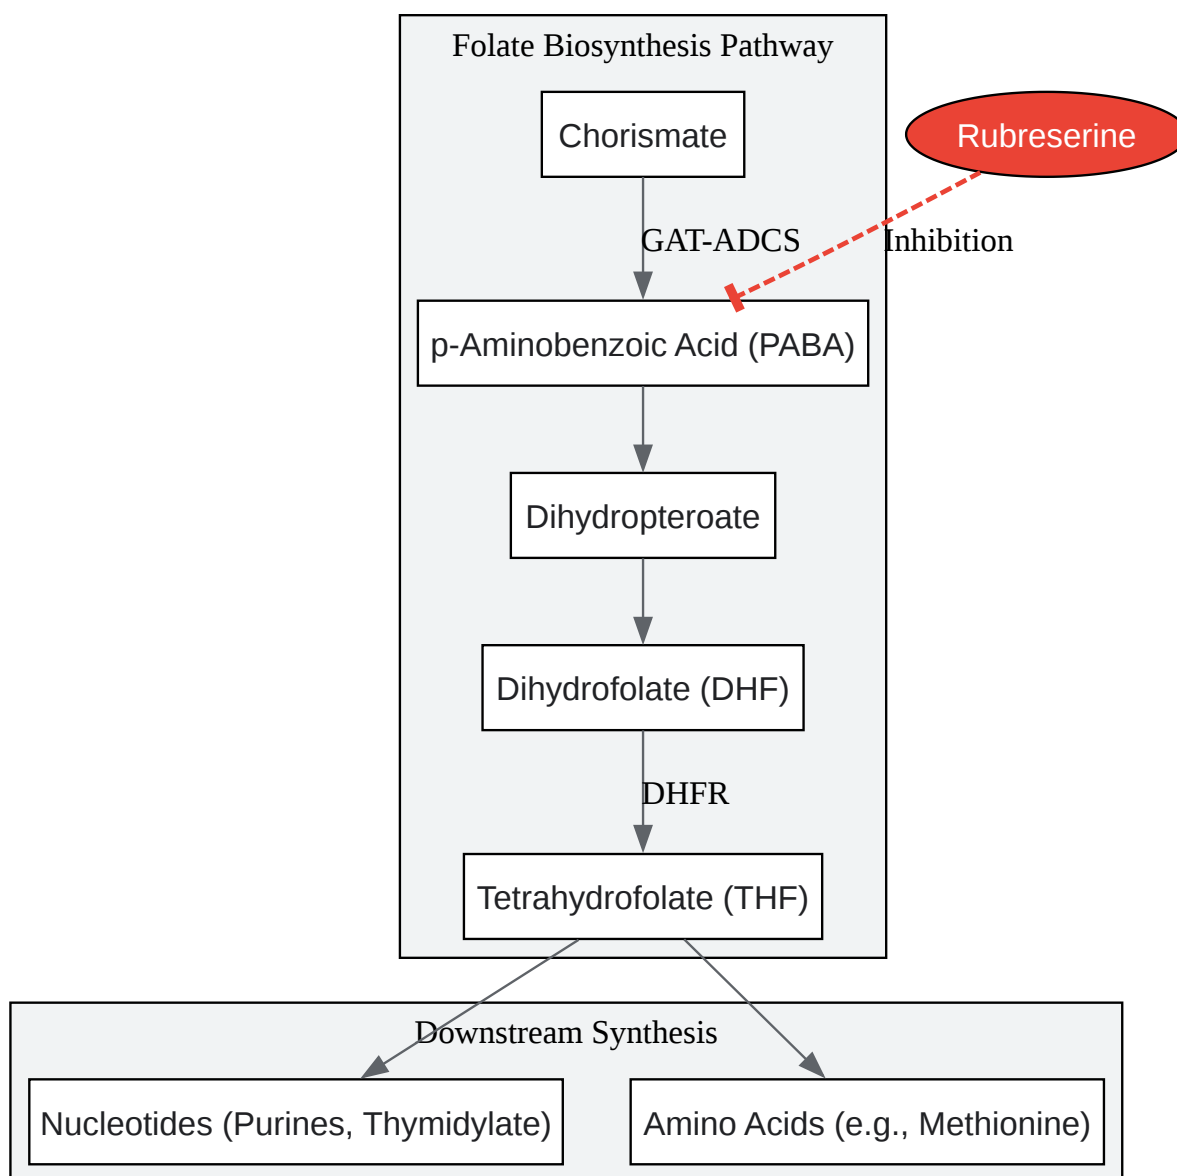 Folate Biosynthesis Pathway
Chorismate
Rubreserine
GAT-ADCS
Inhibition
p-Aminobenzoic Acid (PABA)
Dihydropteroate
Dihydrofolate (DHF)
DHFR
Tetrahydrofolate (THF)
Downstream Synthesis
Nucleotides (Purines, Thymidylate)
Amino Acids (e.g., Methionine)